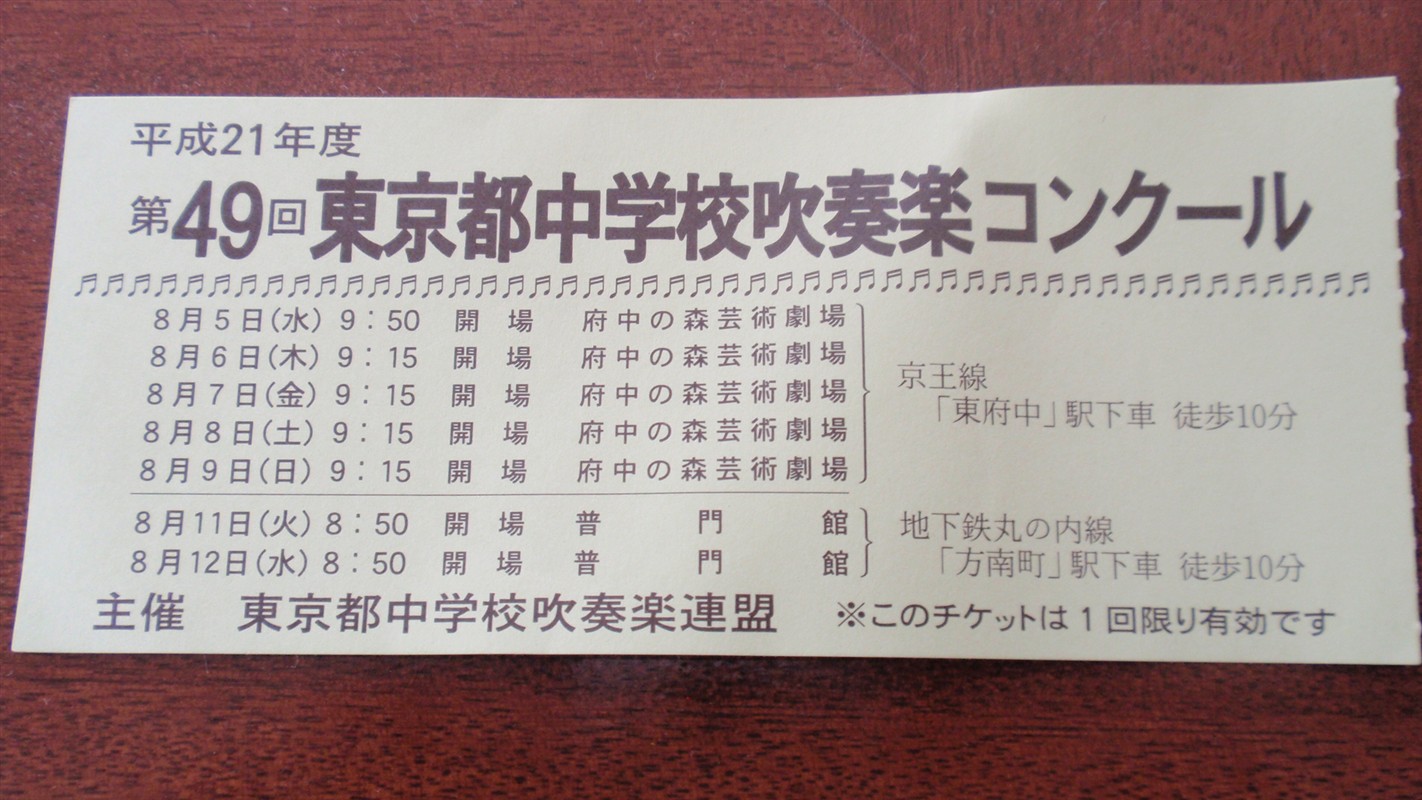 平成21年度
第49回東京都中学校吹奏楽コンクール
8月5日(水) 9:50 開場 府中の森芸術劇場
8月6日(木) 9:15 開場 府中の森芸術劇場
8月7日(金) 9:15 開場 府中の森芸術劇場
8月8日(土) 9:15 開場 府中の森芸術劇場
8月9日(日) 9:15 開場 府中の森芸術劇場
京王線
「東府中」駅下車 徒歩10分
8月11日(火) 8:50 開場 普門館
8月12日(水) 8:50 開場 普門館
地下鉄丸の内線
「方南町」駅下車 徒歩10分
主催 東京都中学校吹奏楽連盟 ※このチケットは1回限り有効です